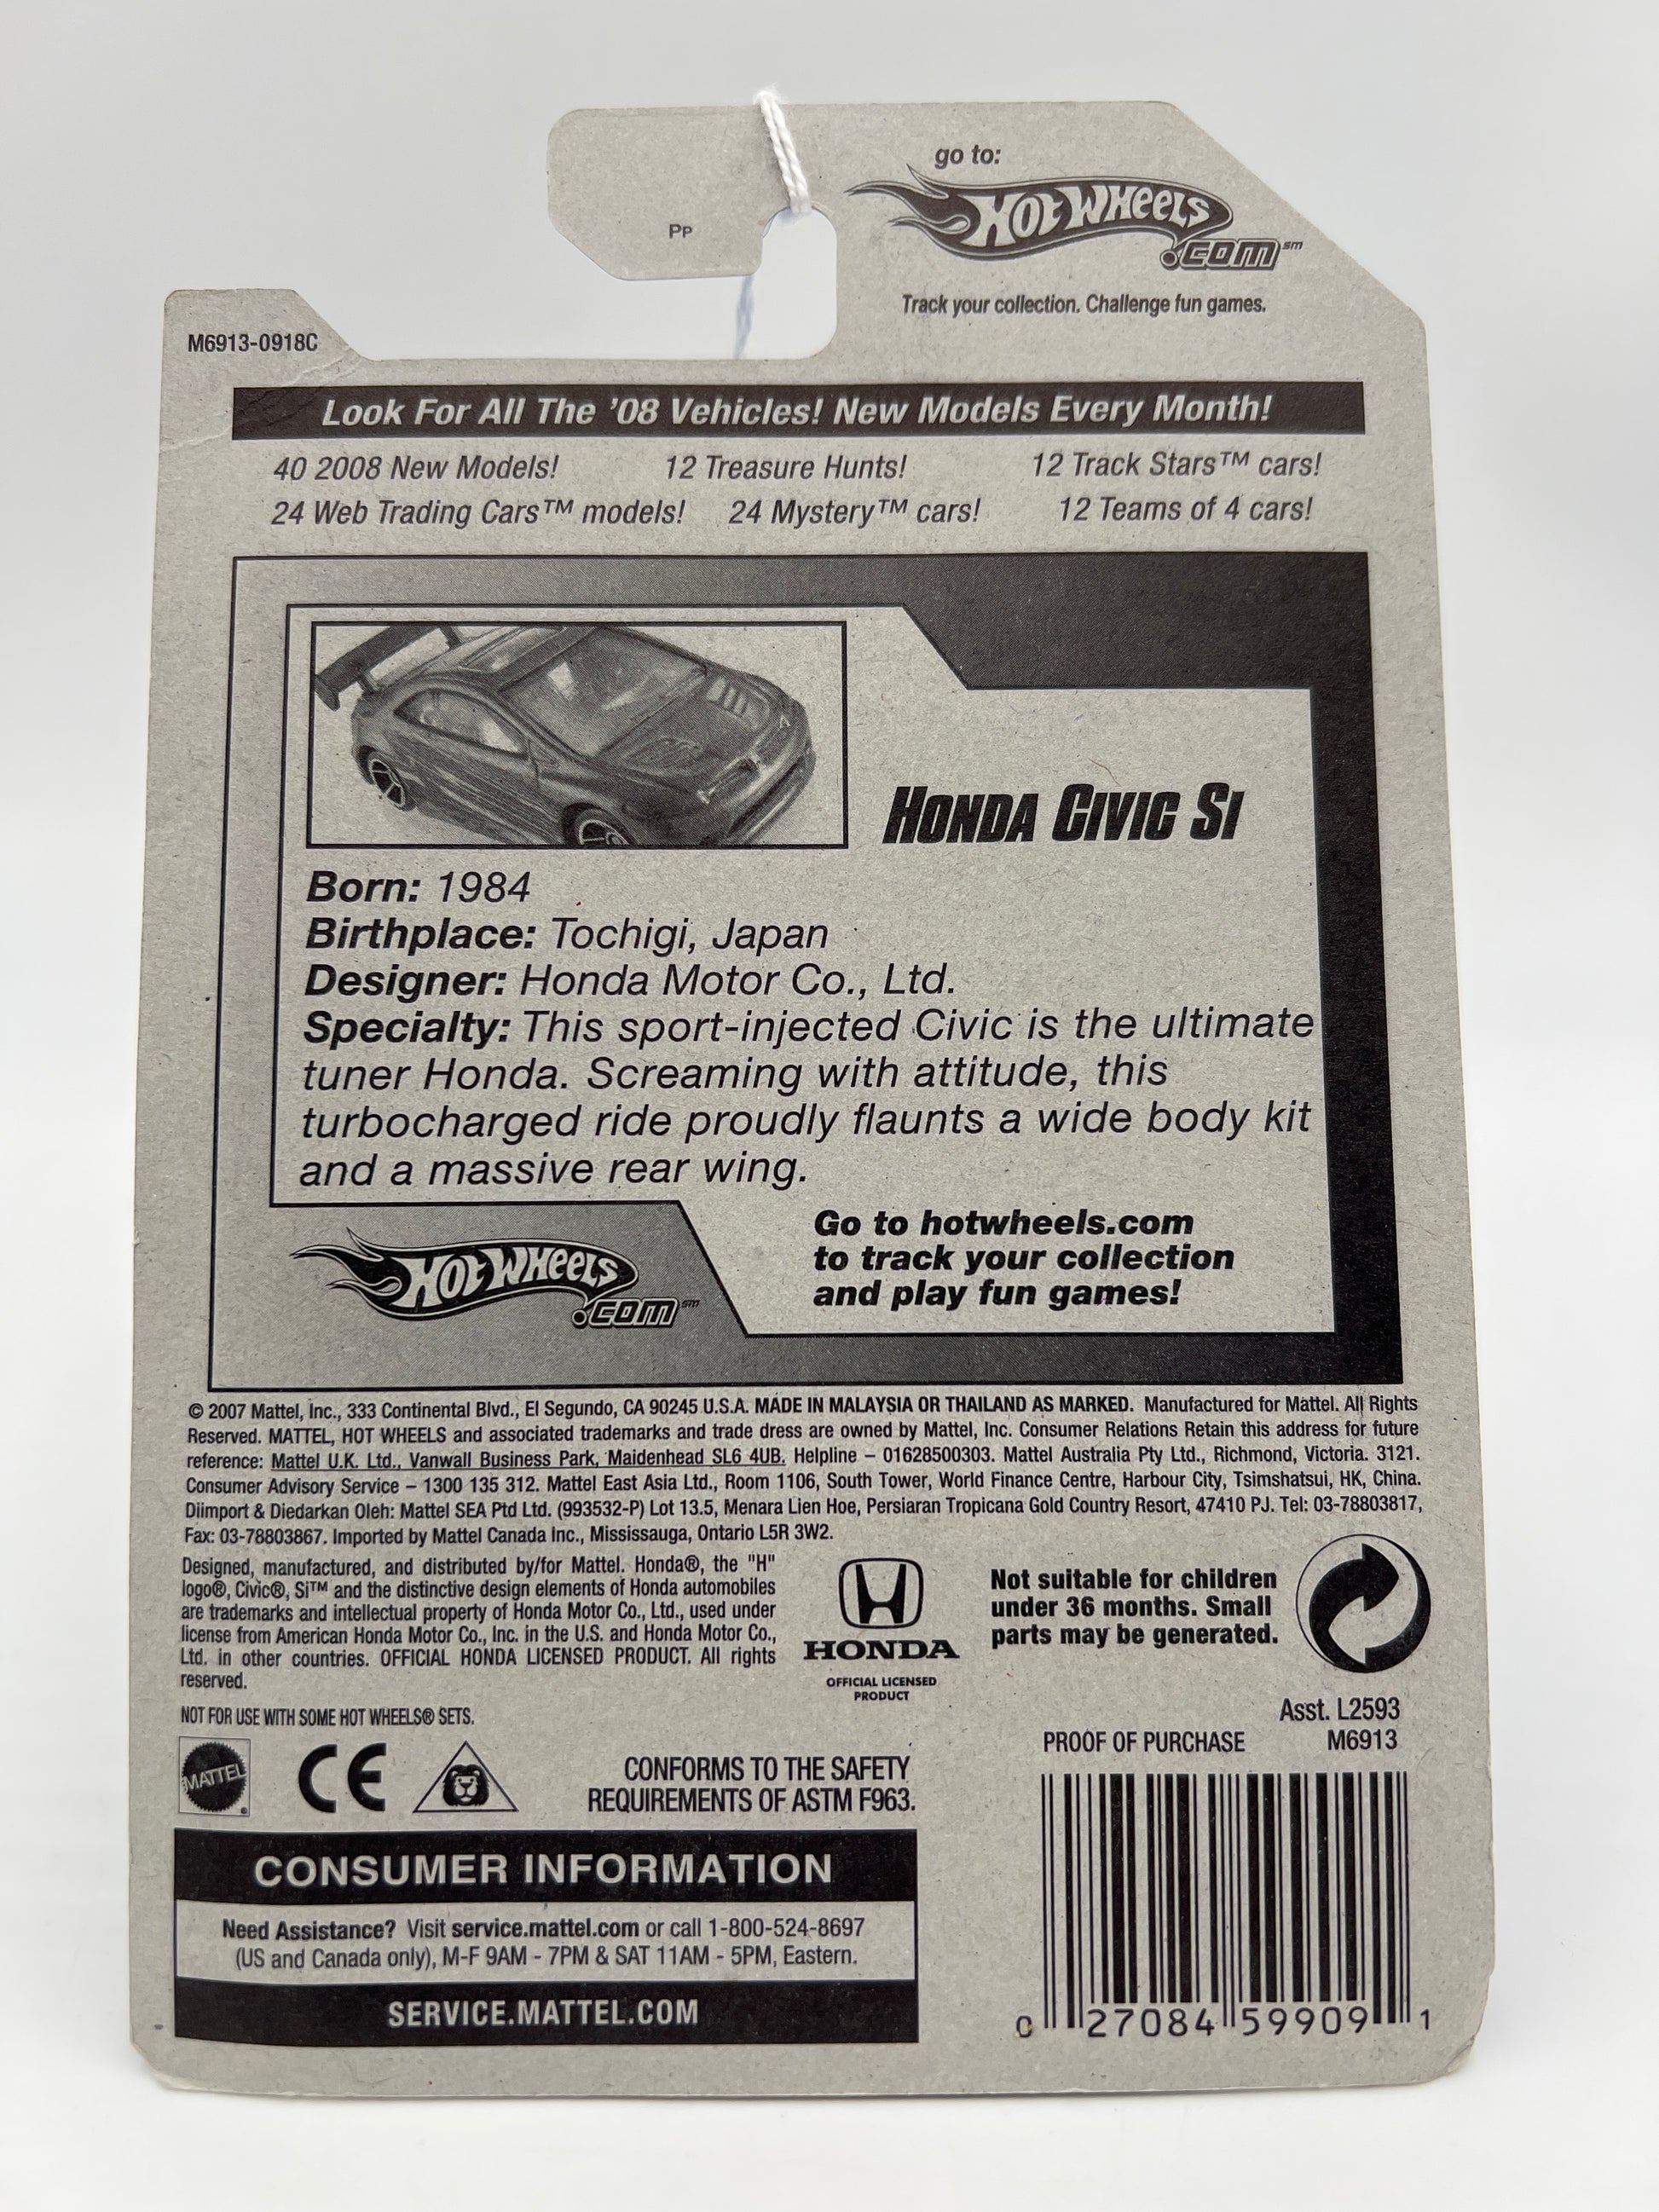 go to:
Hot Wheels
.com℠
Pp
Track your collection. Challenge fun games.
M6913-0918C
Look For All The '08 Vehicles! New Models Every Month!
40 2008 New Models! 12 Treasure Hunts! 12 Track Stars™ cars!
24 Web Trading Cars™ models! 24 Mystery™ cars! 12 Teams of 4 cars!
Honda Civic Si
Born: 1984
Birthplace: Tochigi, Japan
Designer: Honda Motor Co., Ltd.
Specialty: This sport-injected Civic is the ultimate
tuner Honda. Screaming with attitude, this
turbocharged ride proudly flaunts a wide body kit
and a massive rear wing.
Hot Wheels
.com℠
Go to hotwheels.com
to track your collection
and play fun games!
© 2007 Mattel, Inc., 333 Continental Blvd., El Segundo, CA 90245 U.S.A. MADE IN MALAYSIA OR THAILAND AS MARKED. Manufactured for Mattel. All Rights
Reserved. MATTEL, HOT WHEELS and associated trademarks and trade dress are owned by Mattel, Inc. Consumer Relations Retain this address for future
reference: Mattel U.K. Ltd., Vanwall Business Park, Maidenhead SL6 4UB. Helpline – 01628500303. Mattel Australia Pty Ltd., Richmond, Victoria. 3121.
Consumer Advisory Service – 1300 135 312. Mattel East Asia Ltd., Room 1106, South Tower, World Finance Centre, Harbour City, Tsimshatsui, HK, China.
Diimport & Diedarkan Oleh: Mattel SEA Ptd Ltd. (993532-P) Lot 13.5, Menara Lien Hoe, Persiaran Tropicana Gold Country Resort, 47410 PJ. Tel: 03-78803817,
Fax: 03-78803867. Imported by Mattel Canada Inc., Mississauga, Ontario L5R 3W2.
Designed, manufactured, and distributed by/for Mattel. Honda®, the "H"
logo®, Civic®, Si™ and the distinctive design elements of Honda automobiles
are trademarks and intellectual property of Honda Motor Co., Ltd., used under
license from American Honda Motor Co., Inc. in the U.S. and Honda Motor Co.,
Ltd. in other countries. OFFICIAL HONDA LICENSED PRODUCT. All rights
reserved.
HONDA
OFFICIAL LICENSED
PRODUCT
Not suitable for children
under 36 months. Small
parts may be generated.
NOT FOR USE WITH SOME HOT WHEELS® SETS.
Asst. L2593
PROOF OF PURCHASE M6913
MATTEL®
CE
CONFORMS TO THE SAFETY
REQUIREMENTS OF ASTM F963.
CONSUMER INFORMATION
Need Assistance? Visit service.mattel.com or call 1-800-524-8697
(US and Canada only), M-F 9AM - 7PM & SAT 11AM - 5PM, Eastern.
SERVICE.MATTEL.COM
0 27084 59909 1